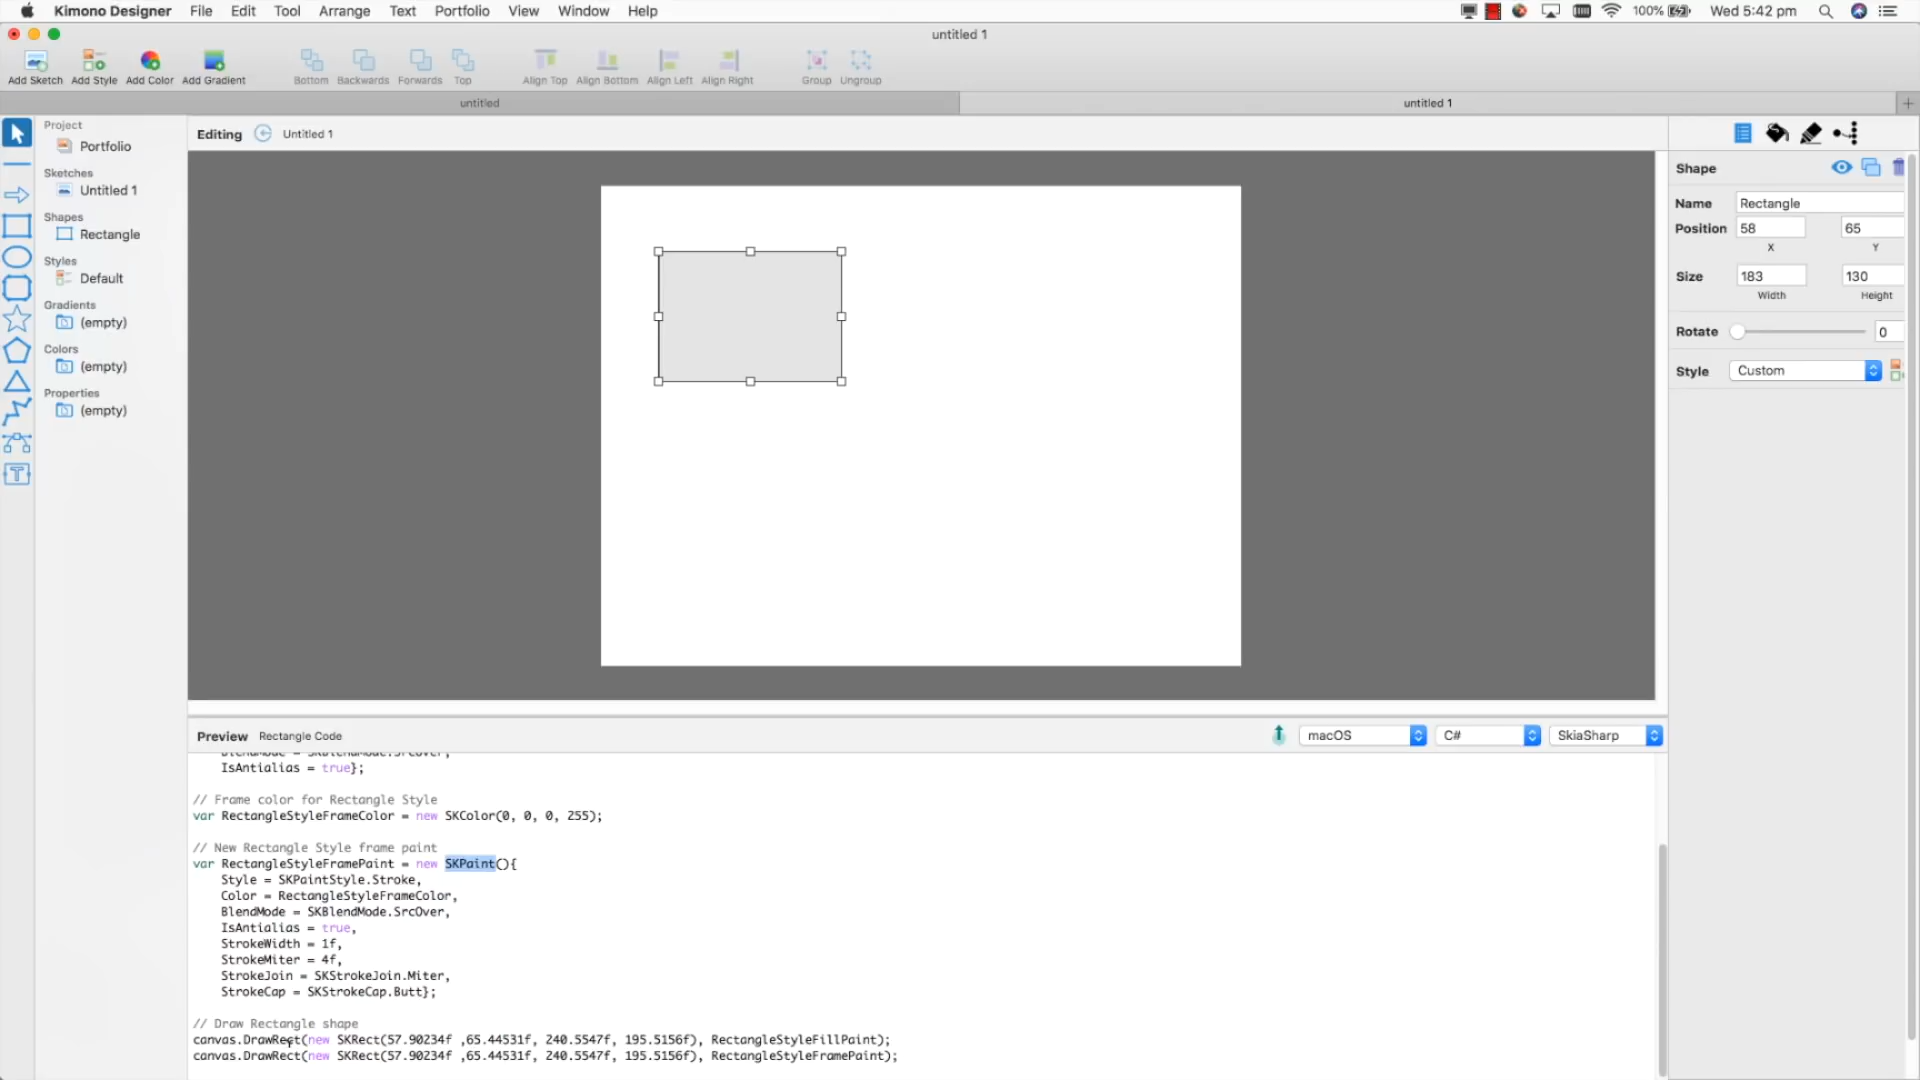 Kimono Designer File Edit Tool Arrange Text Portfolio View Window Help 100% Wed 5:42 pm
untitled 1
Add Sketch Add Style Add Color Add Gradient Bottom Backwards Forwards Top Align Top Align Bottom Align Left Align Right Group Ungroup
untitled untitled 1
Editing Untitled 1
Project
Portfolio
Sketches
Untitled 1
Shapes
Rectangle
Styles
Default
Gradients
(empty)
Colors
(empty)
Properties
(empty)
Shape
Name Rectangle
Position 58 65
X Y
Size 183 130
Width Height
Rotate 0
Style Custom
Preview Rectangle Code macOS C# SkiaSharp
BlendMode = SKBlendMode.SrcOver,
IsAntialias = true};
// Frame color for Rectangle Style
var RectangleStyleFrameColor = new SKColor(0, 0, 0, 255);
// New Rectangle Style frame paint
var RectangleStyleFramePaint = new SKPaint(){
Style = SKPaintStyle.Stroke,
Color = RectangleStyleFrameColor,
BlendMode = SKBlendMode.SrcOver,
IsAntialias = true,
StrokeWidth = 1f,
StrokeMiter = 4f,
StrokeJoin = SKStrokeJoin.Miter,
StrokeCap = SKStrokeCap.Butt};
// Draw Rectangle shape
canvas.DrawRect(new SKRect(57.90234f ,65.44531f, 240.5547f, 195.5156f), RectangleStyleFillPaint);
canvas.DrawRect(new SKRect(57.90234f ,65.44531f, 240.5547f, 195.5156f), RectangleStyleFramePaint);